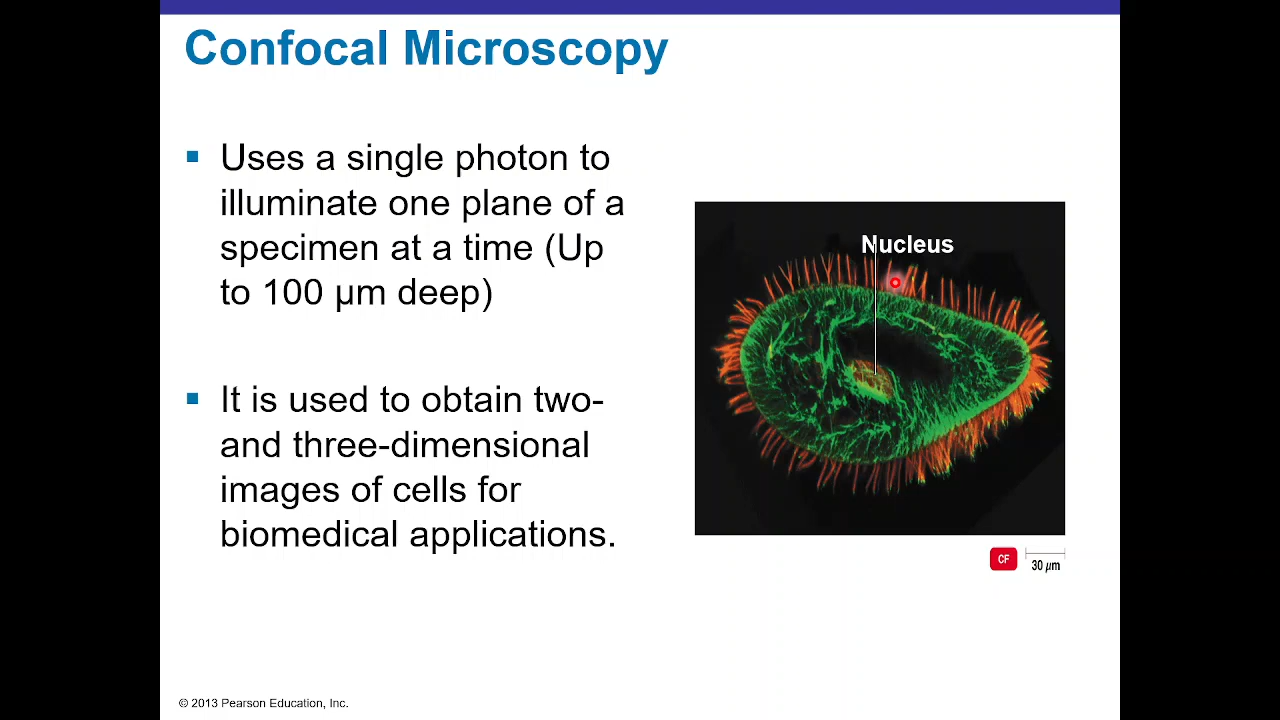 Confocal Microscopy
Uses a single photon to
illuminate one plane of a
specimen at a time (Up
to 100 µm deep)
It is used to obtain two-
and three-dimensional
images of cells for
biomedical applications.
Nucleus
CF
30 µm
© 2013 Pearson Education, Inc.